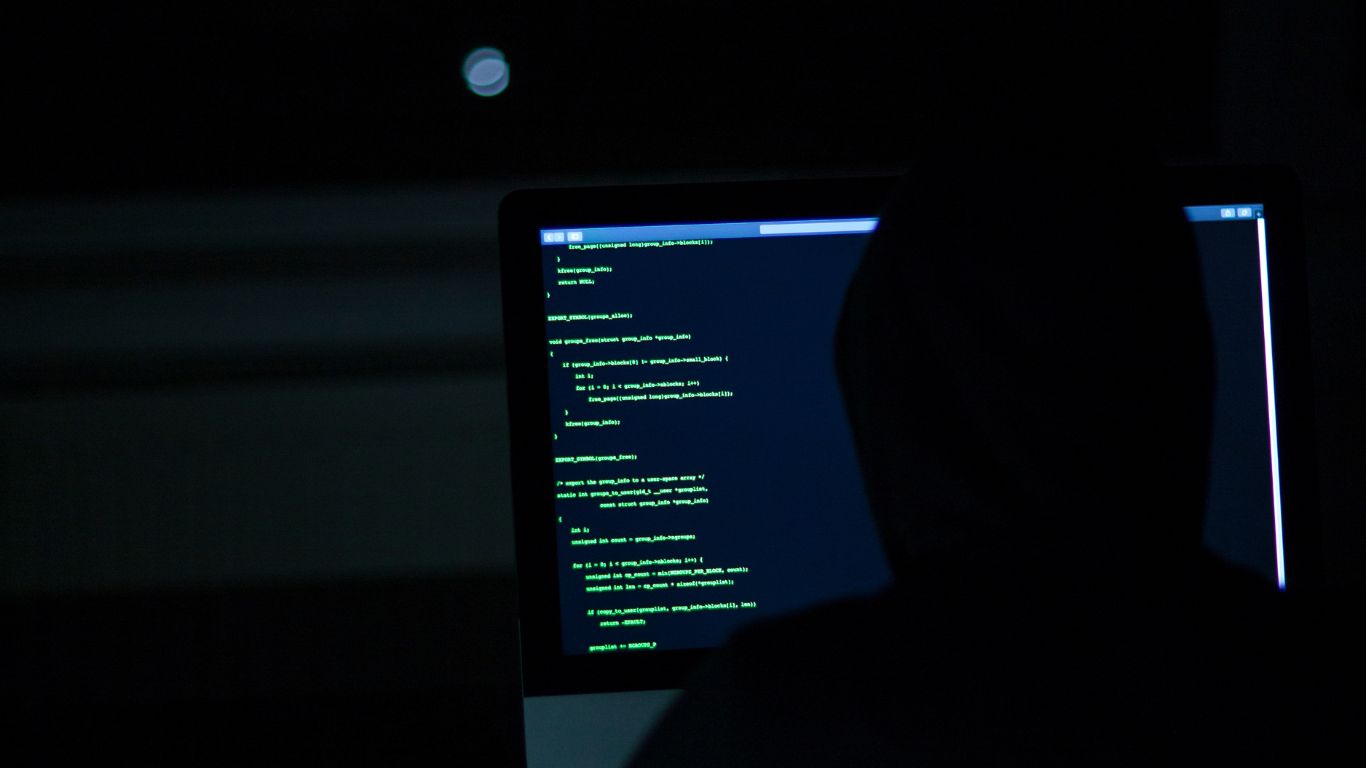 free_page((unsigned long)group_info->blocks[i]);
}
kfree(group_info);
return NULL;
}
EXPORT_SYMBOL(groups_alloc);
void groups_free(struct group_info *group_info)
{
if (group_info->blocks[0] != group_info->small_block) {
int i;
for (i = 0; i < group_info->nblocks; i++)
free_page((unsigned long)group_info->blocks[i]);
}
kfree(group_info);
}
EXPORT_SYMBOL(groups_free);
/* export the group_info to a user-space array */
static int groups_to_user(gid_t __user *grouplist,
const struct group_info *group_info)
{
int i;
unsigned int count = group_info->ngroups;
for (i = 0; i < group_info->nblocks; i++) {
unsigned int cp_count = min(NGROUPS_PER_BLOCK, count);
unsigned int len = cp_count * sizeof(*grouplist);
if (copy_to_user(grouplist, group_info->blocks[i], len))
return -EFAULT;
grouplist += NGROUPS_P